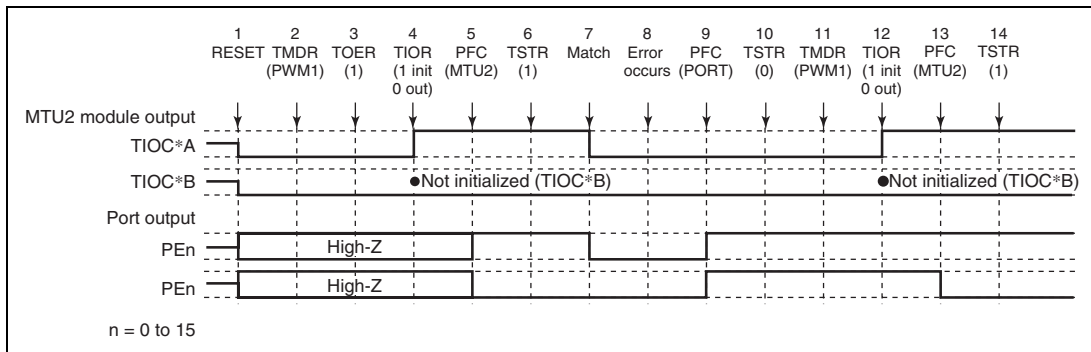 1 2 3 4 5 6 7 8 9 10 11 12 13 14
RESET TMDR TOER TIOR PFC TSTR Match Error PFC TSTR TMDR TIOR PFC TSTR
(PWM1) (1) (1 init (MTU2) (1) occurs (PORT) (0) (PWM1) (1 init (MTU2) (1)
0 out) 0 out)
MTU2 module output
TIOC*A
TIOC*B ●Not initialized (TIOC*B) ●Not initialized (TIOC*B)
Port output
PEn High-Z
PEn High-Z
n = 0 to 15